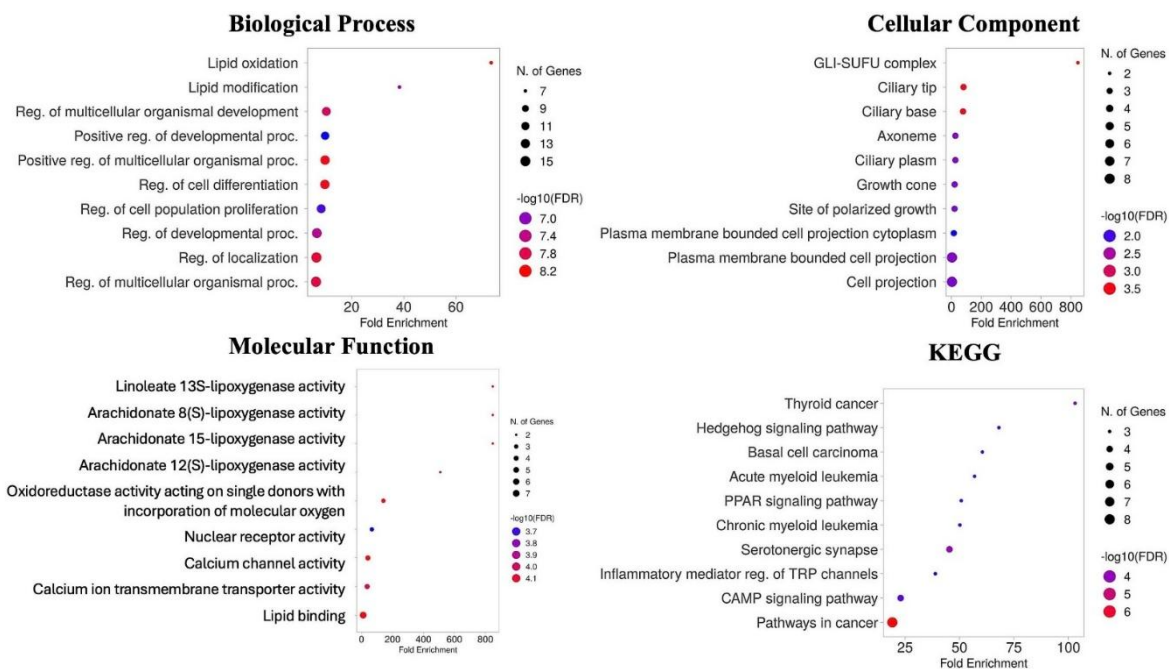 Biological Process
Lipid oxidation
Lipid modification
Reg. of multicellular organismal development
Positive reg. of developmental proc.
Positive reg. of multicellular organismal proc.
Reg. of cell differentiation
Reg. of cell population proliferation
Reg. of developmental proc.
Reg. of localization
Reg. of multicellular organismal proc.
20 40 60
Fold Enrichment
N. of Genes
7
9
11
13
15
-log10(FDR)
7.0
7.4
7.8
8.2
Cellular Component
GLI-SUFU complex
Ciliary tip
Ciliary base
Axoneme
Ciliary plasm
Growth cone
Site of polarized growth
Plasma membrane bounded cell projection cytoplasm
Plasma membrane bounded cell projection
Cell projection
0 200 400 600 800
Fold Enrichment
N. of Genes
2
3
4
5
6
7
8
-log10(FDR)
2.0
2.5
3.0
3.5
Molecular Function
Linoleate 13S-lipoxygenase activity
Arachidonate 8(S)-lipoxygenase activity
Arachidonate 15-lipoxygenase activity
Arachidonate 12(S)-lipoxygenase activity
Oxidoreductase activity acting on single donors with
incorporation of molecular oxygen
Nuclear receptor activity
Calcium channel activity
Calcium ion transmembrane transporter activity
Lipid binding
0 200 400 600 800
Fold Enrichment
N. of Genes
2
3
4
5
6
7
-log10(FDR)
3.7
3.8
3.9
4.0
4.1
KEGG
Thyroid cancer
Hedgehog signaling pathway
Basal cell carcinoma
Acute myeloid leukemia
PPAR signaling pathway
Chronic myeloid leukemia
Serotonergic synapse
Inflammatory mediator reg. of TRP channels
CAMP signaling pathway
Pathways in cancer
25 50 75 100
Fold Enrichment
N. of Genes
3
4
5
6
7
8
-log10(FDR)
4
5
6